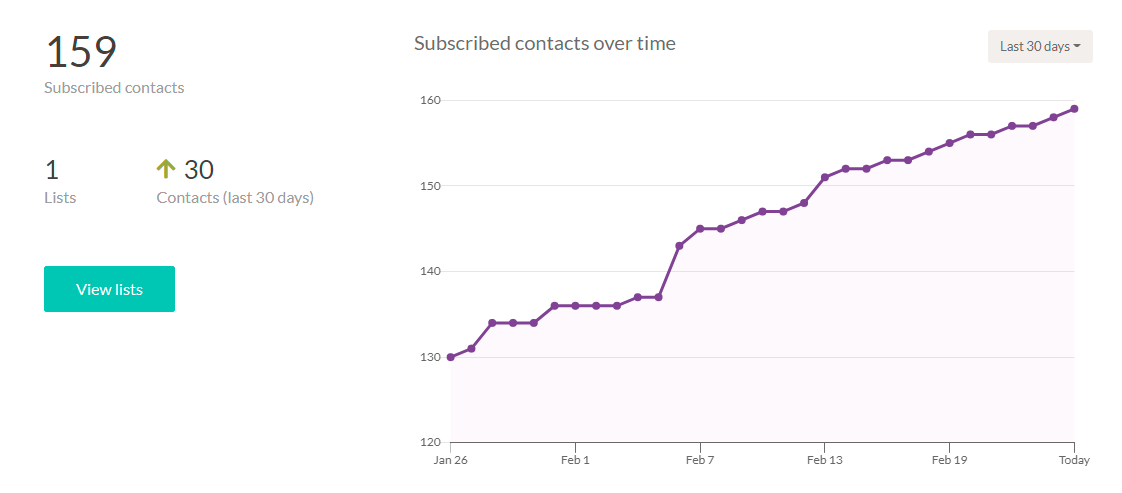 159
Subscribed contacts
1
Lists
30
Contacts (last 30 days)
View lists
Subscribed contacts over time
Last 30 days
160
150
140
130
120
Jan 26 Feb 1 Feb 7 Feb 13 Feb 19 Today